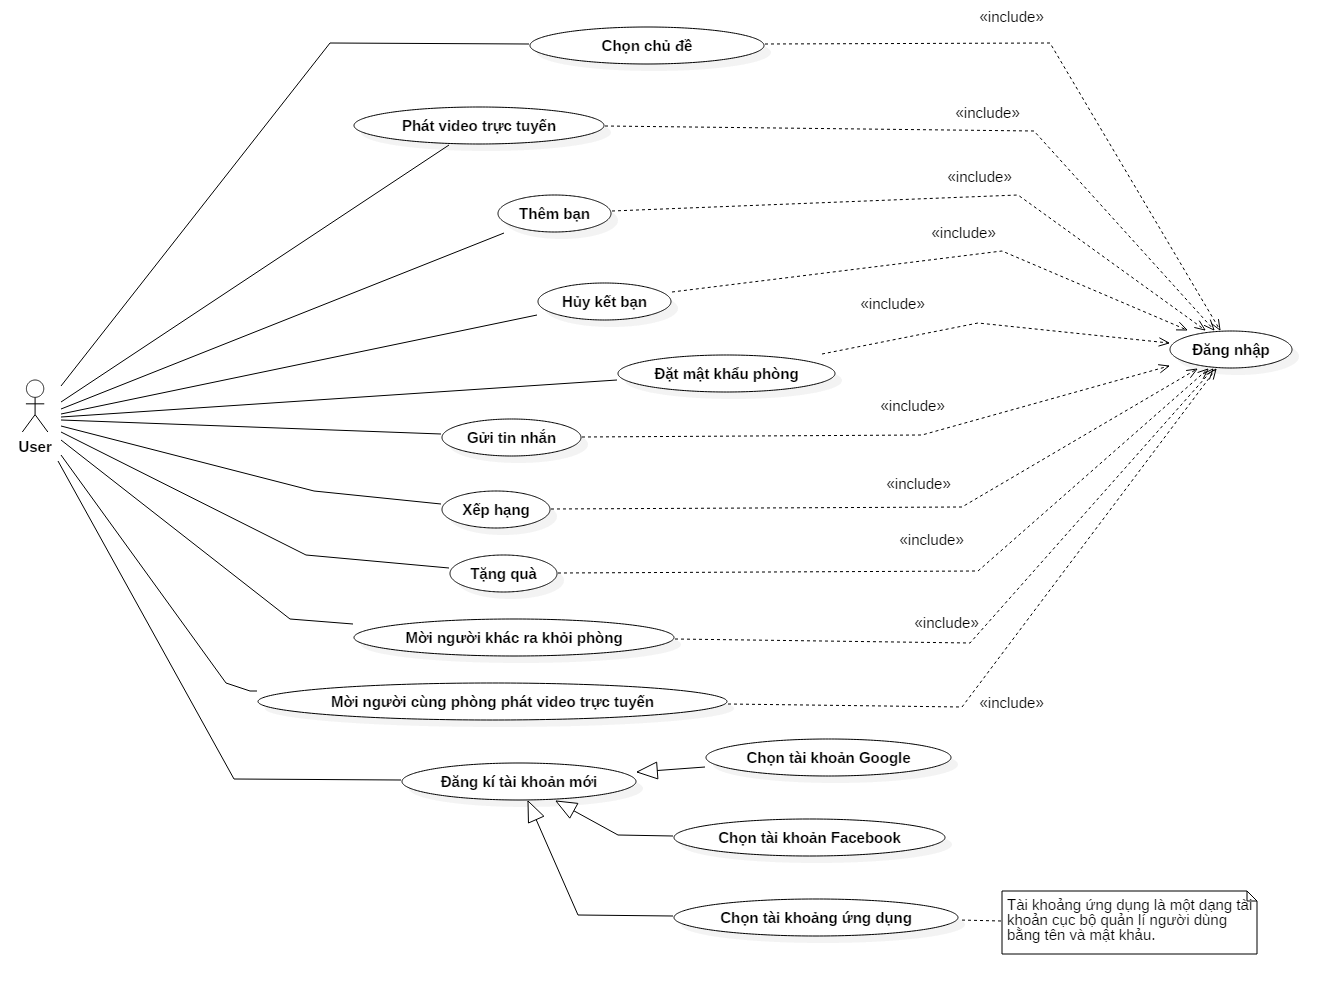 «include»
Chọn chủ đề
«include»
Phát video trực tuyến
«include»
Thêm bạn
«include»
Hủy kết bạn
«include»
Đăng nhập
Đặt mật khẩu phòng
«include»
Gửi tin nhắn
User
«include»
Xếp hạng
«include»
Tặng quà
«include»
Mời người khác ra khỏi phòng
Mời người cùng phòng phát video trực tuyến
«include»
Chọn tài khoản Google
Đăng kí tài khoản mới
Chọn tài khoản Facebook
Chọn tài khoảng ứng dụng
Tài khoảng ứng dụng là một dạng tài
khoản cục bộ quản lí người dùng
bằng tên và mật khẩu.